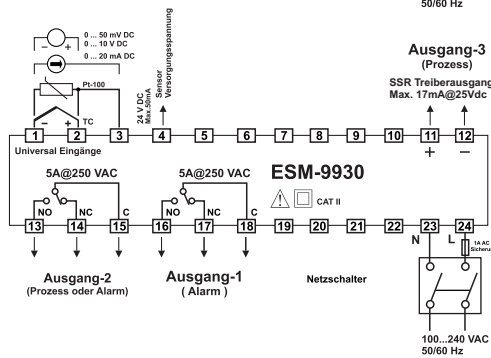 50/60 Hz
0 ... 50 mV DC
0 ... 10 V DC
0 ... 20 mA DC
Pt-100
TC
24 V DC
Max.50mA
Sensor
Versorgungsspannung
Ausgang-3
(Prozess)
SSR Treiberausgang
Max. 17mA@25Vdc
1 2 3 4 5 6 7 8 9 10 11 12
Universal Eingänge
+ −
5A@250 VAC
5A@250 VAC
ESM-9930
CAT II
NO NC C
NO NC C
13 14 15 16 17 18 19 20 21 22 23 24
Ausgang-2
(Prozess oder Alarm)
Ausgang-1
( Alarm )
Netzschalter
N L
1A AC
Sicheru
100...240 VAC
50/60 Hz